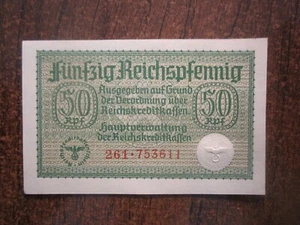 Fünfzig Reichspfennig
50
Rpf
Ausgegeben auf Grund
der Verordnung über
Reichskreditkassen.
Hauptverwaltung
der Reichskreditkassen
50
Rpf
261·753611